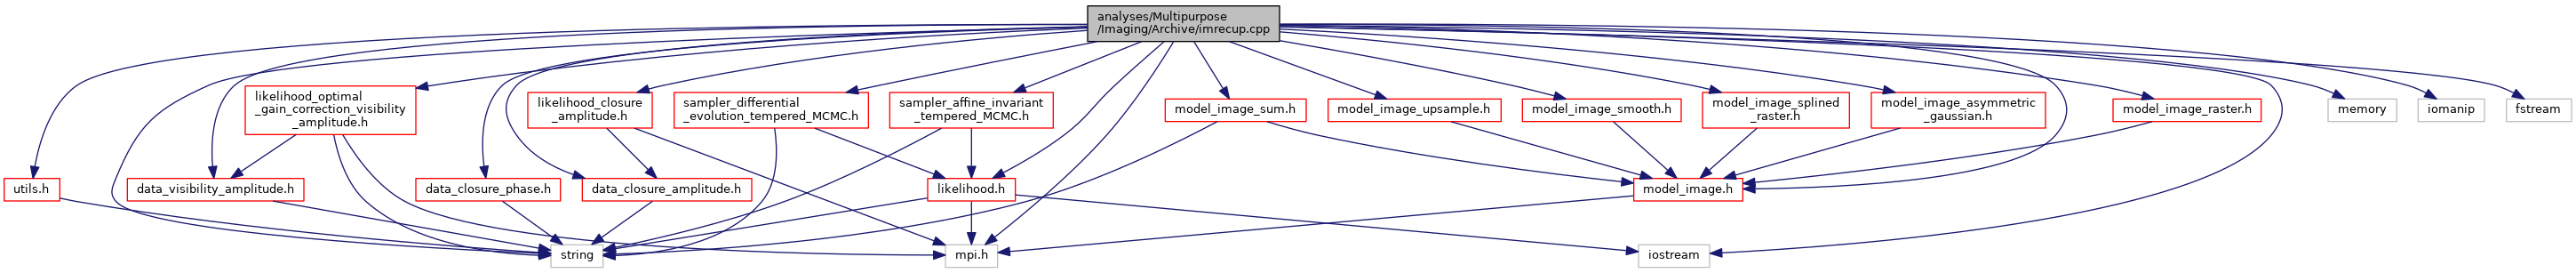 analyses/Multipurpose
/Imaging/Archive/imrecup.cpp
likelihood_optimal
_gain_correction_visibility
_amplitude.h
likelihood_closure
_amplitude.h
sampler_differential
_evolution_tempered_MCMC.h
sampler_affine_invariant
_tempered_MCMC.h
model_image_sum.h
model_image_upsample.h
model_image_smooth.h
model_image_splined
_raster.h
model_image_asymmetric
_gaussian.h
model_image_raster.h
memory
iomanip
fstream
utils.h
data_visibility_amplitude.h
data_closure_phase.h
data_closure_amplitude.h
likelihood.h
model_image.h
string
mpi.h
iostream